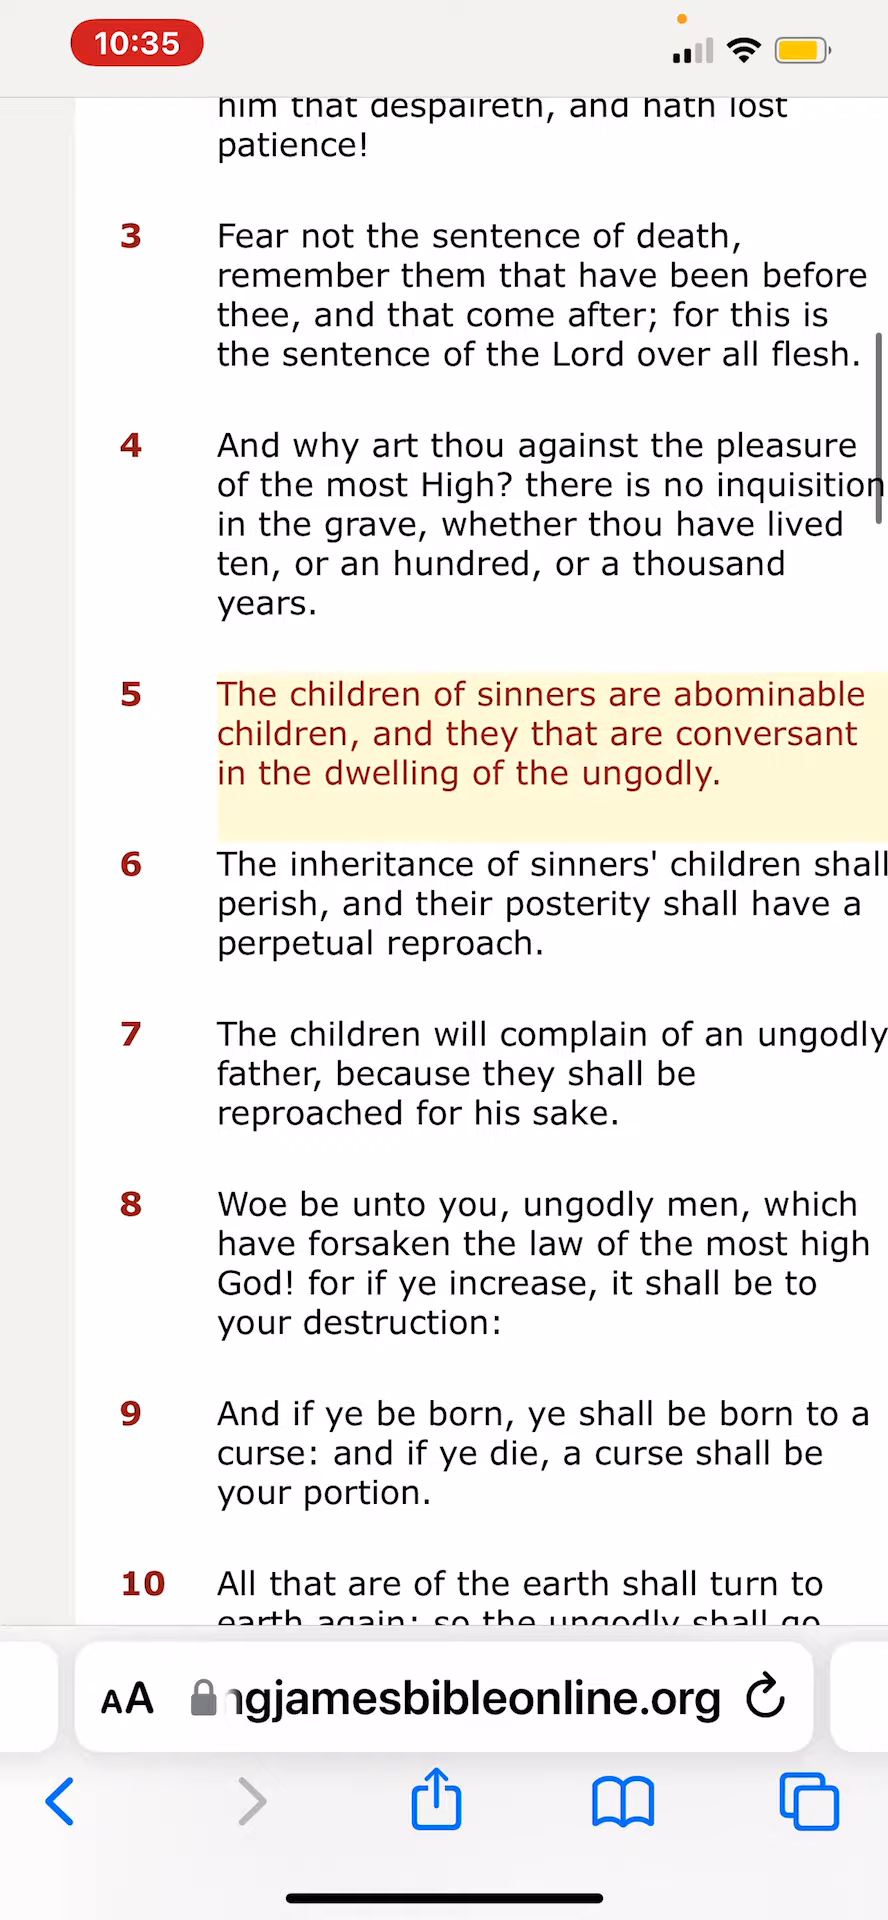 10:35
him that despaireth, and hath lost
patience!
3 Fear not the sentence of death,
remember them that have been before
thee, and that come after; for this is
the sentence of the Lord over all flesh.
4 And why art thou against the pleasure
of the most High? there is no inquisition
in the grave, whether thou have lived
ten, or an hundred, or a thousand
years.
5 The children of sinners are abominable
children, and they that are conversant
in the dwelling of the ungodly.
6 The inheritance of sinners' children shall
perish, and their posterity shall have a
perpetual reproach.
7 The children will complain of an ungodly
father, because they shall be
reproached for his sake.
8 Woe be unto you, ungodly men, which
have forsaken the law of the most high
God! for if ye increase, it shall be to
your destruction:
9 And if ye be born, ye shall be born to a
curse: and if ye die, a curse shall be
your portion.
10 All that are of the earth shall turn to
earth again: so the ungodly shall go
AA ngjamesbibleonline.org